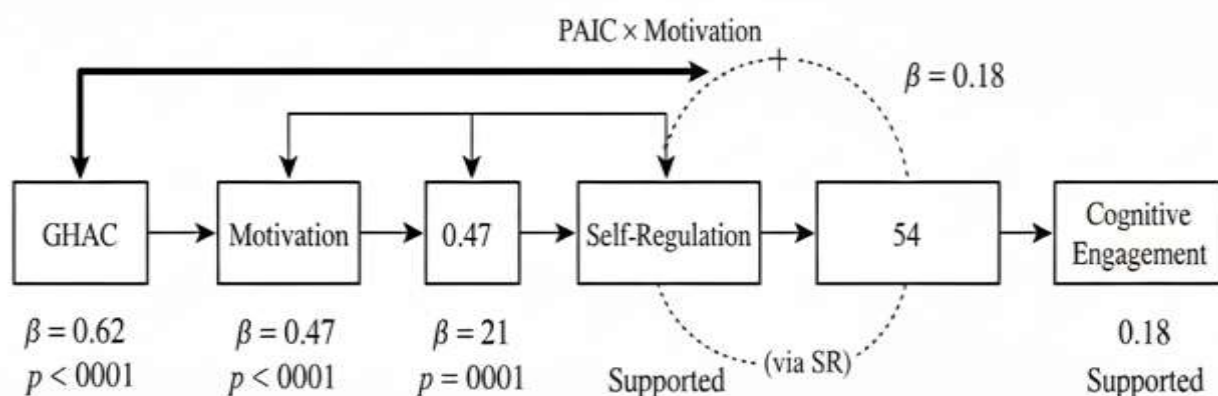 PAIC × Motivation
+
β = 0.18
GHAC
Motivation
0.47
Self-Regulation
54
Cognitive
Engagement
β = 0.62
p < 0001
β = 0.47
p < 0001
β = 21
p = 0001
Supported
(via SR)
0.18
Supported